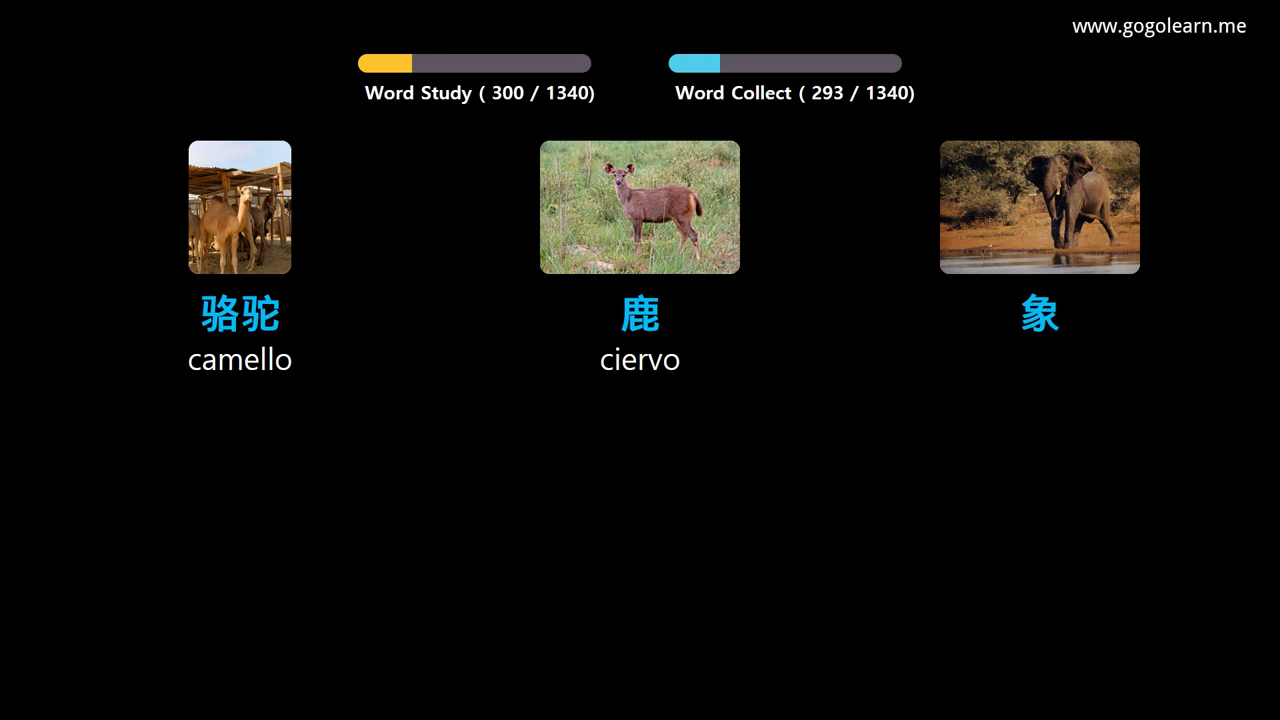 www.gogolearn.me
Word Study ( 300 / 1340)
Word Collect ( 293 / 1340)
骆驼
鹿
象
camello
ciervo